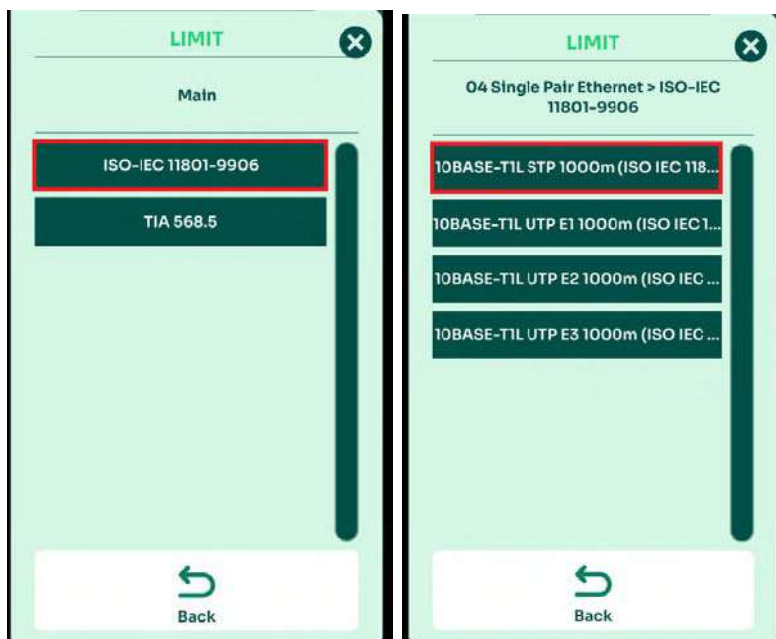 LIMIT
Main
ISO-IEC 11801-9906
TIA 568.5
Back
LIMIT
04 Single Pair Ethernet > ISO-IEC
11801-9906
10BASE-T1L STP 1000m (ISO IEC 118...
10BASE-T1L UTP E1 1000m (ISO IEC 1...
10BASE-T1L UTP E2 1000m (ISO IEC ...
10BASE-T1L UTP E3 1000m (ISO IEC ...
Back